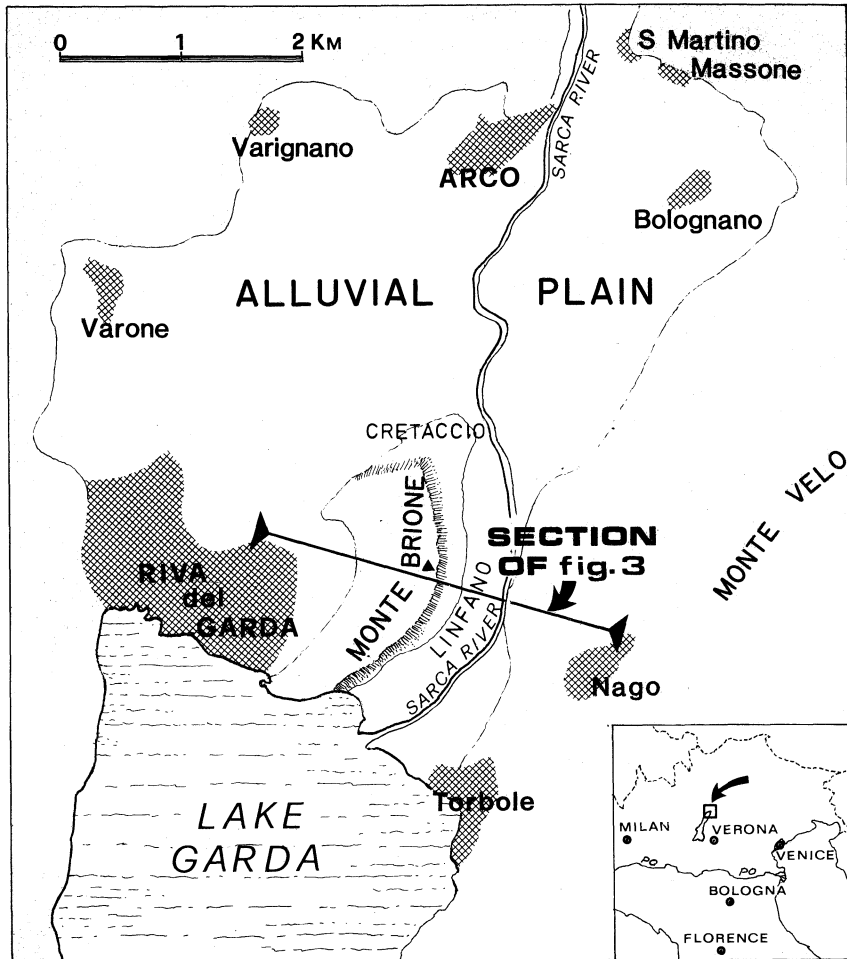 0 1 2 KM
S Martino
Massone
SARCA RIVER
Varignano
ARCO
Bolognano
ALLUVIAL PLAIN
Varone
CRETACCIO
MONTE VELO
MONTE BRIONE
SECTION
OF fig.3
LINFANO
SARCA RIVER
RIVA
del
GARDA
Nago
Torbole
LAKE
GARDA
MILAN
VERONA
VENICE
PO
PO
BOLOGNA
FLORENCE